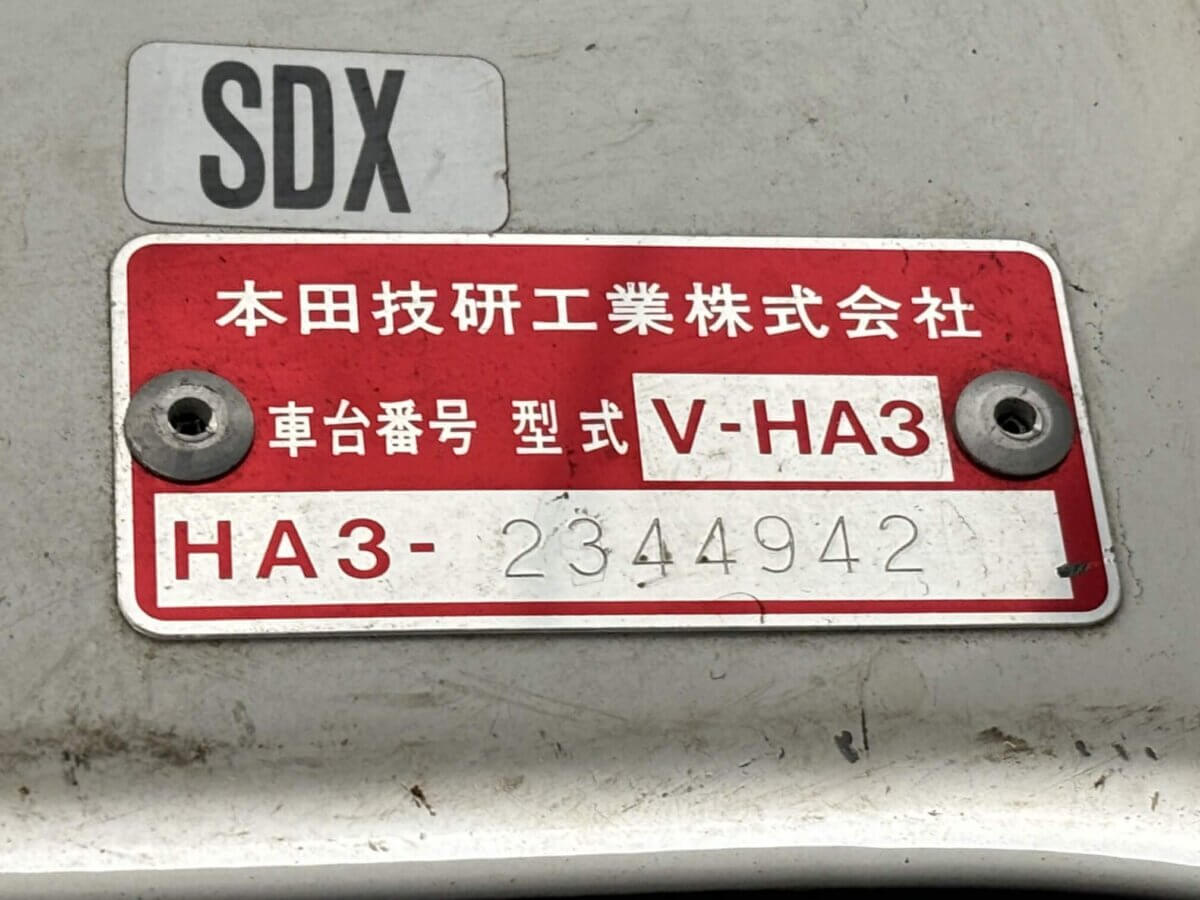 SDX
本田技研工業株式会社
車台番号 型式 V-HA3
HA3- 2344942